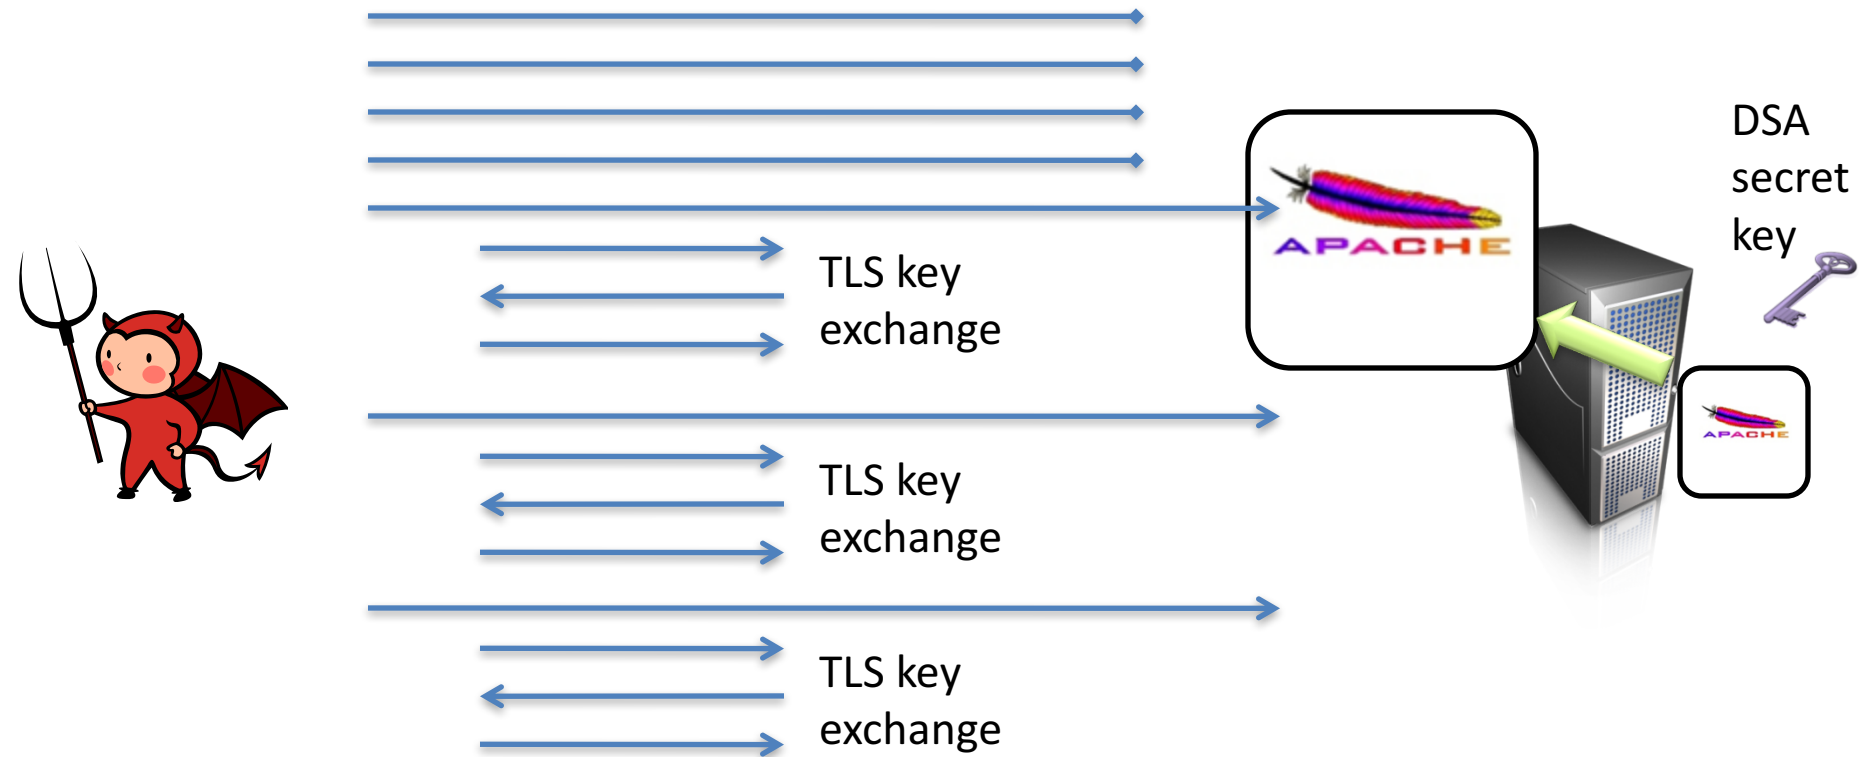 DSA
secret
key
APACHE
TLS key
exchange
APACHE
TLS key
exchange
TLS key
exchange